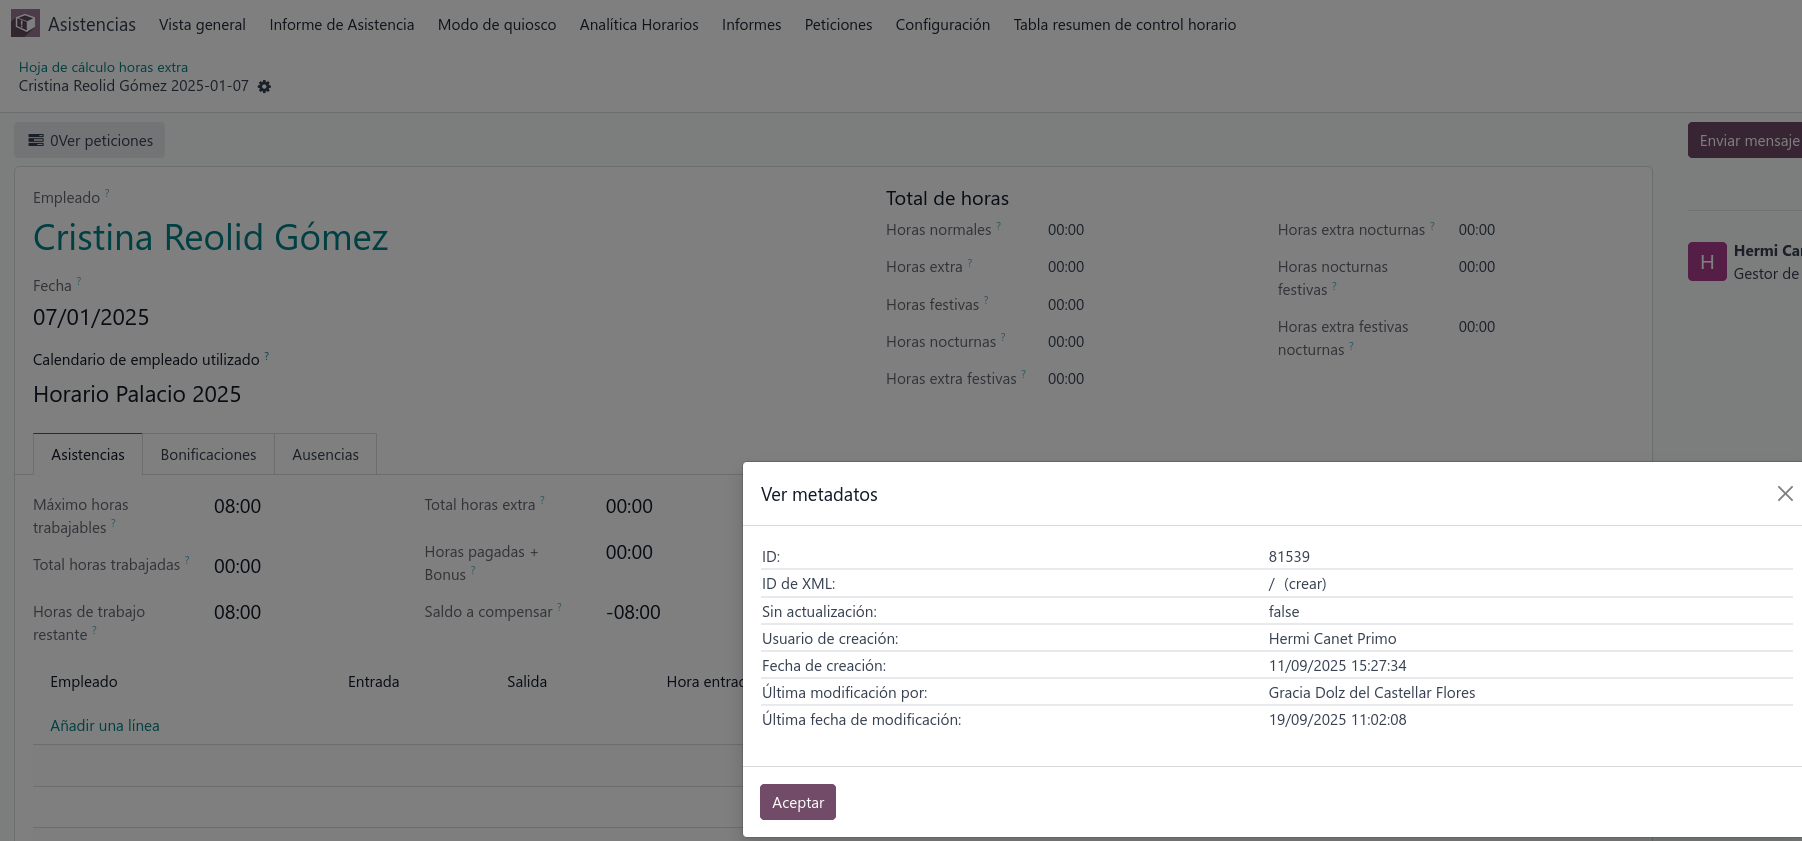 Asistencias Vista general Informe de Asistencia Modo de quiosco Analítica Horarios Informes Peticiones Configuración Tabla resumen de control horario
Hoja de cálculo horas extra
Cristina Reolid Gómez 2025-01-07
0Ver peticiones
Enviar mensaje
Empleado ?
Cristina Reolid Gómez
Fecha ?
07/01/2025
Calendario de empleado utilizado ?
Horario Palacio 2025
Total de horas
Horas normales ? 00:00
Horas extra ? 00:00
Horas festivas ? 00:00
Horas nocturnas ? 00:00
Horas extra festivas ? 00:00
Horas extra nocturnas ? 00:00
Horas nocturnas 00:00
festivas ?
Horas extra festivas 00:00
nocturnas ?
H
Hermi
Gestor de
Asistencias Bonificaciones Ausencias
Máximo horas 08:00
trabajables ?
Total horas trabajadas ? 00:00
Horas de trabajo 08:00
restante ?
Total horas extra ? 00:00
Horas pagadas + 00:00
Bonus ?
Saldo a compensar ? -08:00
Empleado Entrada Salida Hora
Añadir una línea
Ver metadatos
ID: 81539
ID de XML: / (crear)
Sin actualización: false
Usuario de creación: Hermi Canet Primo
Fecha de creación: 11/09/2025 15:27:34
Última modificación por: Gracia Dolz del Castellar Flores
Última fecha de modificación: 19/09/2025 11:02:08
Aceptar